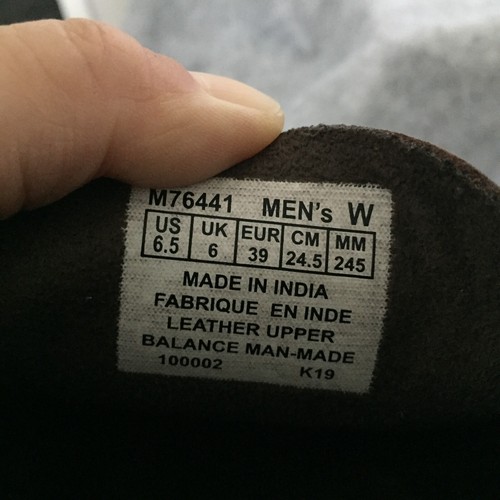 M76441 MEN's W
US UK EUR CM MM
6.5 6 39 24.5 245
MADE IN INDIA
FABRIQUE EN INDE
LEATHER UPPER
BALANCE MAN-MADE
100002 K19